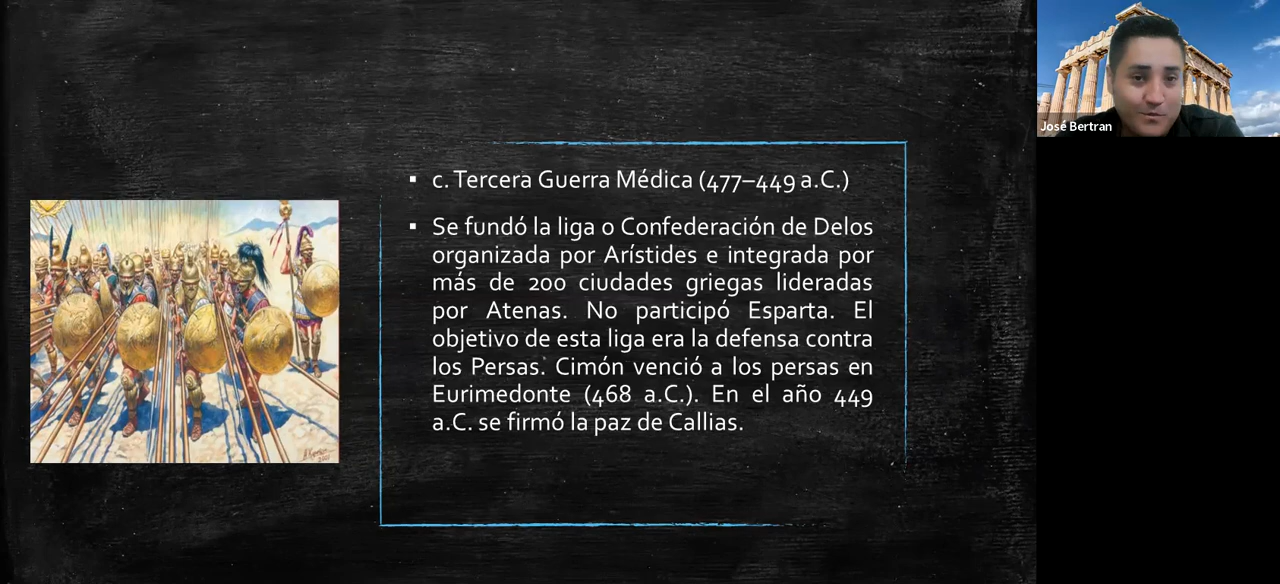 c. Tercera Guerra Médica (477–449 a.C.)
Se fundó la liga o Confederación de Delos
organizada por Arístides e integrada por
más de 200 ciudades griegas lideradas
por Atenas. No participó Esparta. El
objetivo de esta liga era la defensa contra
los Persas. Cimón venció a los persas en
Eurimedonte (468 a.C.). En el año 449
a.C. se firmó la paz de Callias.
José Bertran